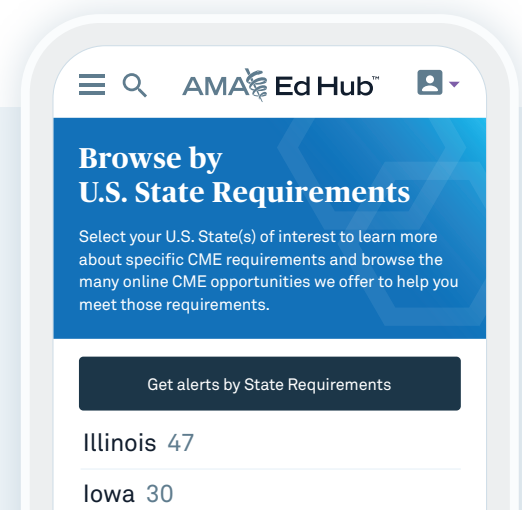 AMA Ed Hub™
Browse by
U.S. State Requirements
Select your U.S. State(s) of interest to learn more
about specific CME requirements and browse the
many online CME opportunities we offer to help you
meet those requirements.
Get alerts by State Requirements
Illinois 47
Iowa 30